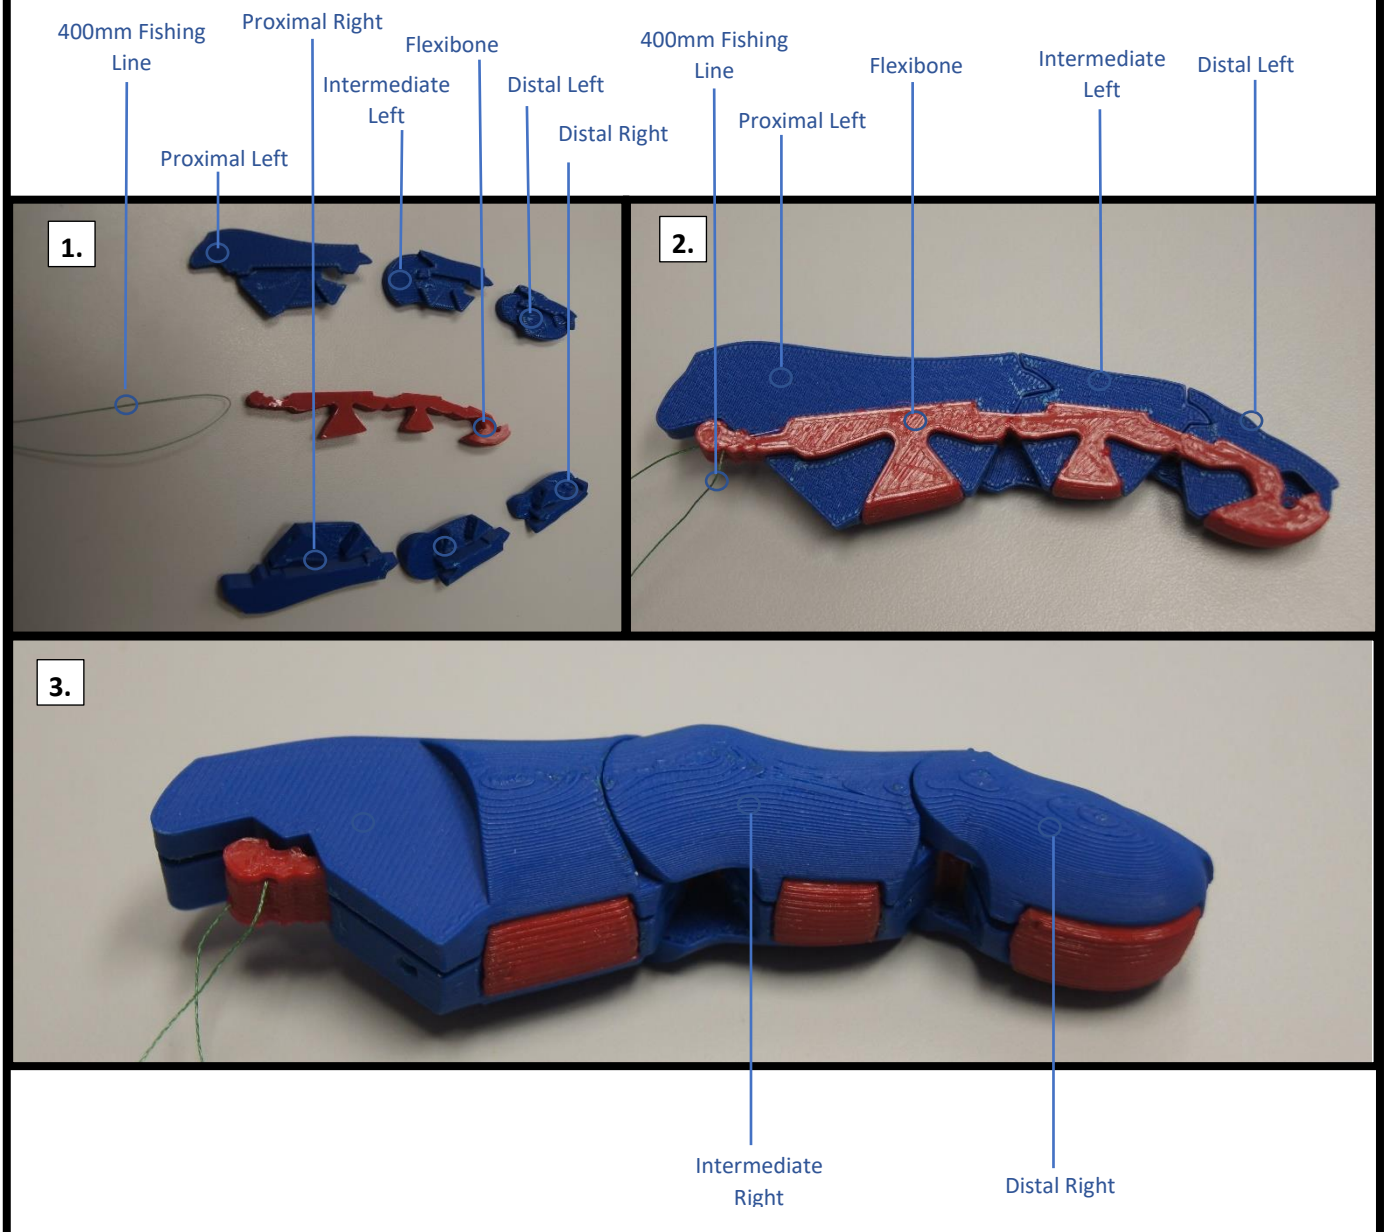 Proximal Right
400mm Fishing
Line
Flexibone
Intermediate
Left
Distal Left
Distal Right
Proximal Left
400mm Fishing
Line
Flexibone
Intermediate
Left
Distal Left
Proximal Left
1.
2.
3.
Intermediate
Right
Distal Right